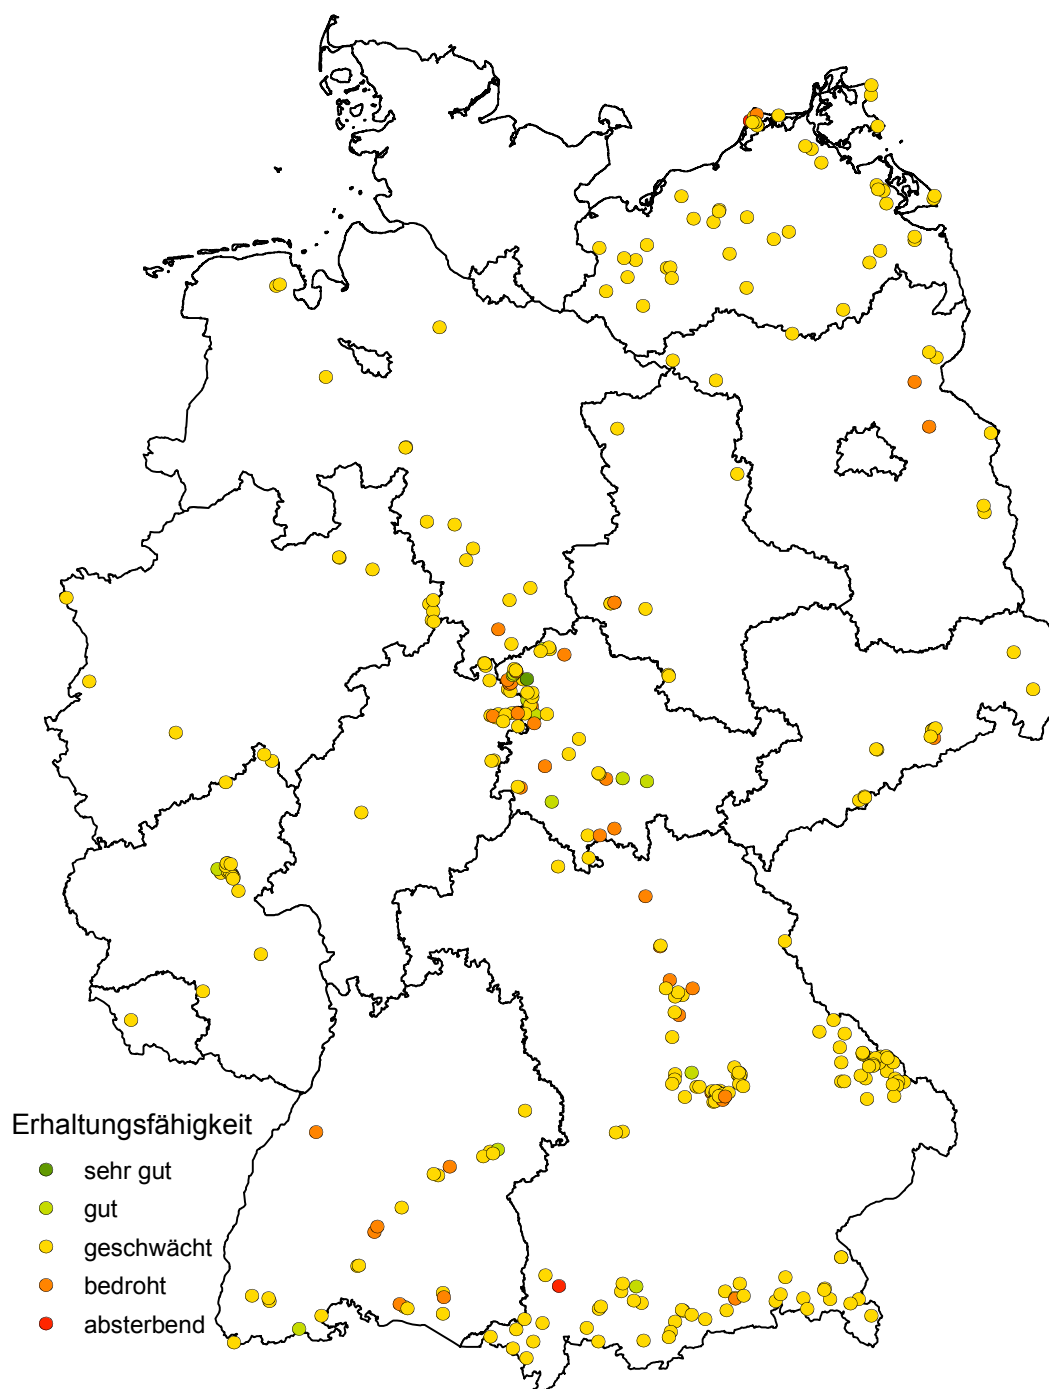 Erhaltungsfähigkeit
sehr gut
gut
geschwächt
bedroht
absterbend